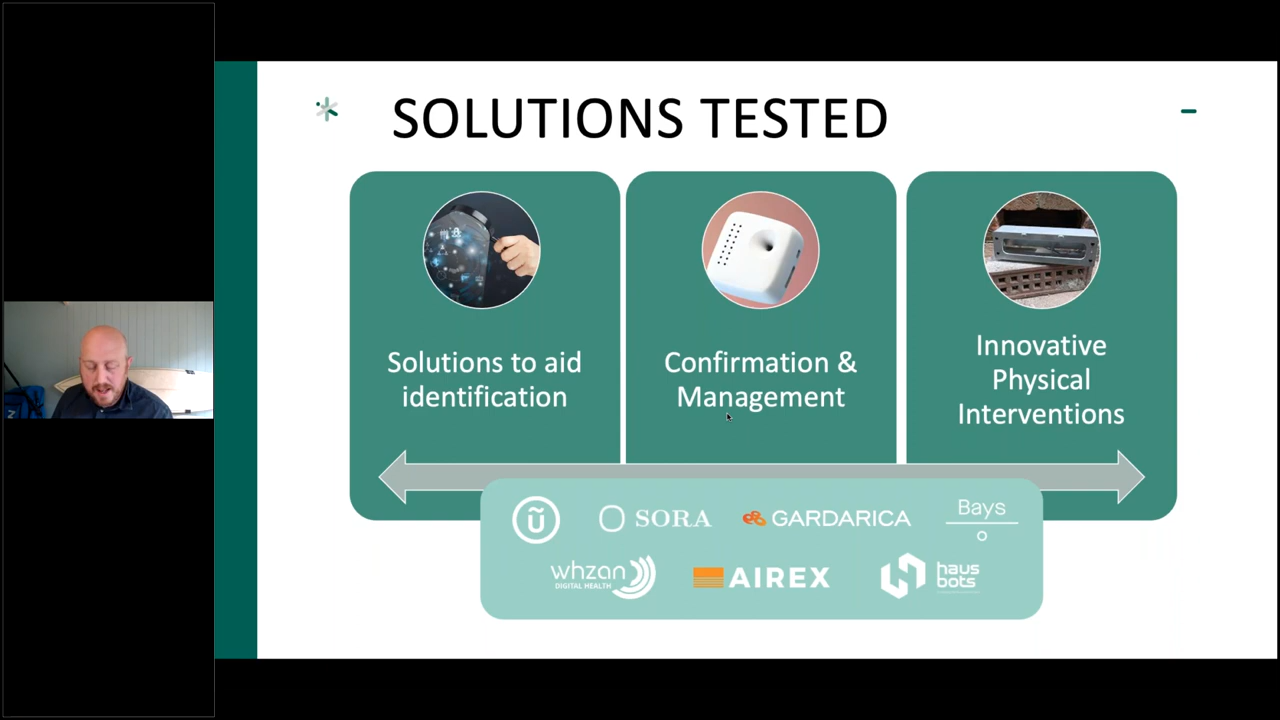 SOLUTIONS TESTED
Solutions to aid
identification
Confirmation &
Management
Innovative
Physical
Interventions
Ũ
SORA
GARDARICA
Bays
whzan
DIGITAL HEALTH
AIREX
haus
bots